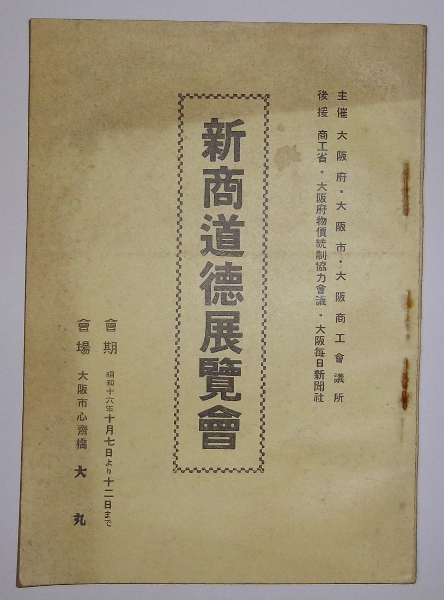 主催 大阪府・大阪市・大阪商工會議所
後援 商工省・大阪府物價統制協力會議・大阪毎日新聞社
新商道德展覽會
會期 昭和十六年十月七日より十二日まで
會場 大阪市心齋橋 大丸